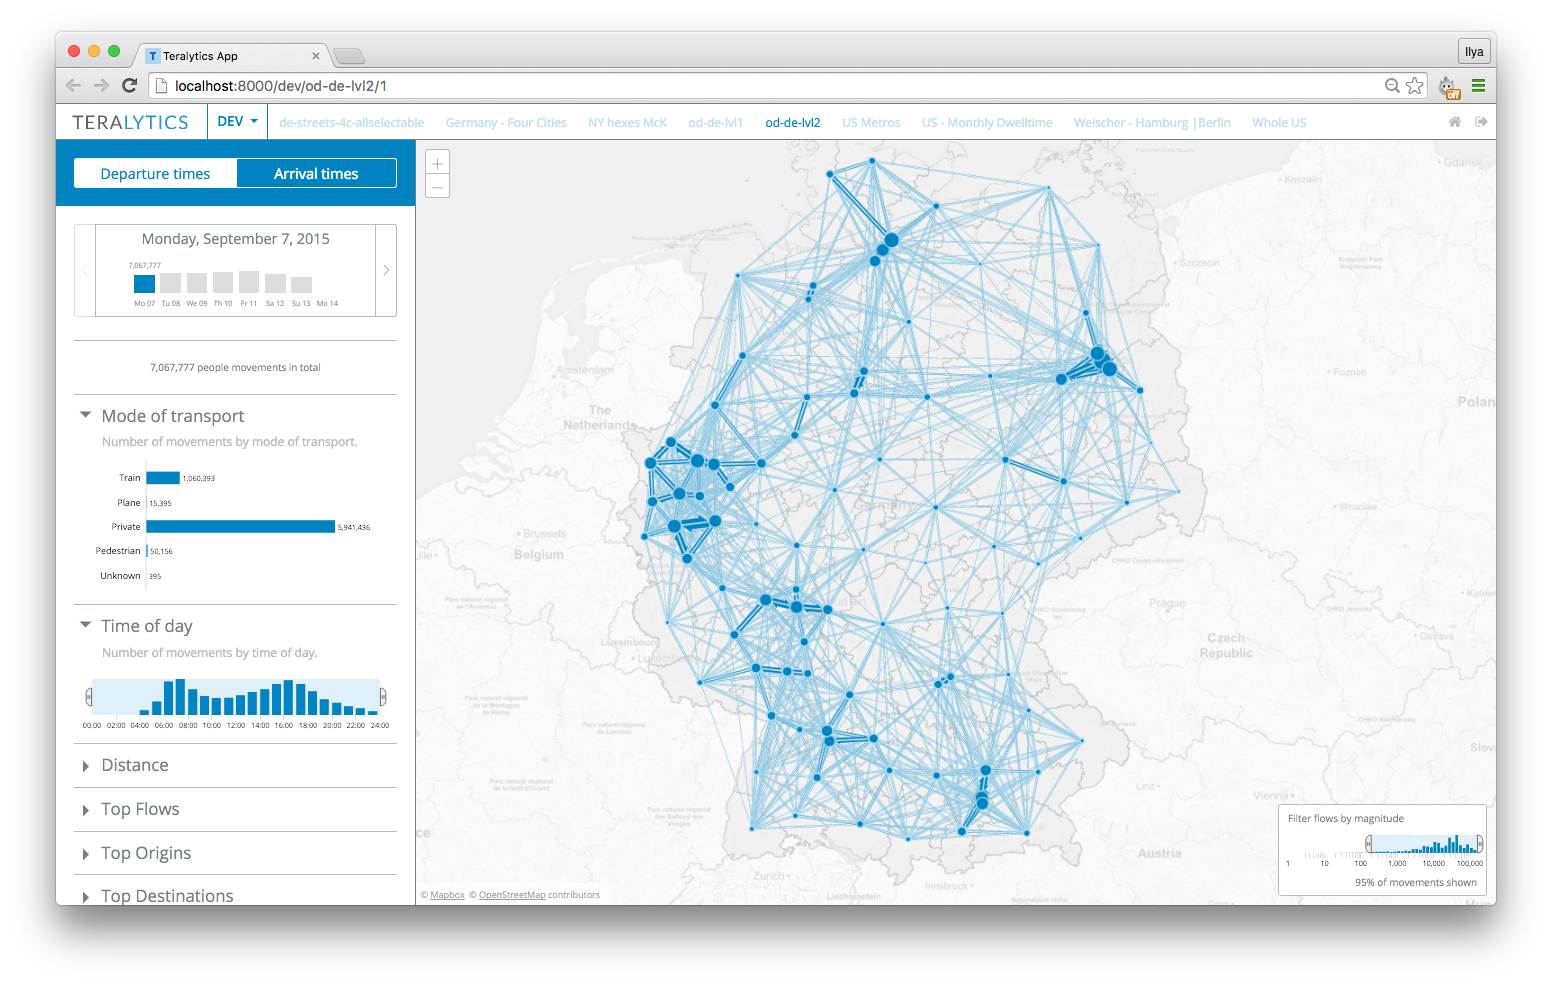 Teralytics App
Ilya
localhost:8000/dev/od-de-lvl2/1
off
TERALYTICS
DEV
de-streets-4c-allselectable
Germany - Four Cities
NY hexes McK
od-de-lvl1
od-de-lvl2
US Metros
US - Monthly Dwelltime
Weischer - Hamburg |Berlin
Whole US
Departure times
Arrival times
Monday, September 7, 2015
7,067,777
Mo 07 Tu 08 We 09 Th 10 Fr 11 Sa 12 Su 13 Mo 14
7,067,777 people movements in total
Mode of transport
Number of movements by mode of transport.
Train 1,060,393
Plane 15,395
Private 5,941,436
Pedestrian 50,156
Unknown 395
Time of day
Number of movements by time of day.
00:00 02:00 04:00 06:00 08:00 10:00 12:00 14:00 16:00 18:00 20:00 22:00 24:00
Distance
Top Flows
Top Origins
Top Destinations
+
−
Gdansk
Koszalin
Szczecin
Amsterdam
Poznań
The
Netherlands
Polan
Germany
Wrocław
Brussels
Belgium
Prague
Katow
Luxembourg
Czech
Republic
Ostrava
Slova
Linz
Vienna
Austria
Zurich
Innsbruck
Liechtenstein
Graz
Filter flows by magnitude
1 10 100 1,000 10,000 100,000
95% of movements shown
© Mapbox © OpenStreetMap contributors